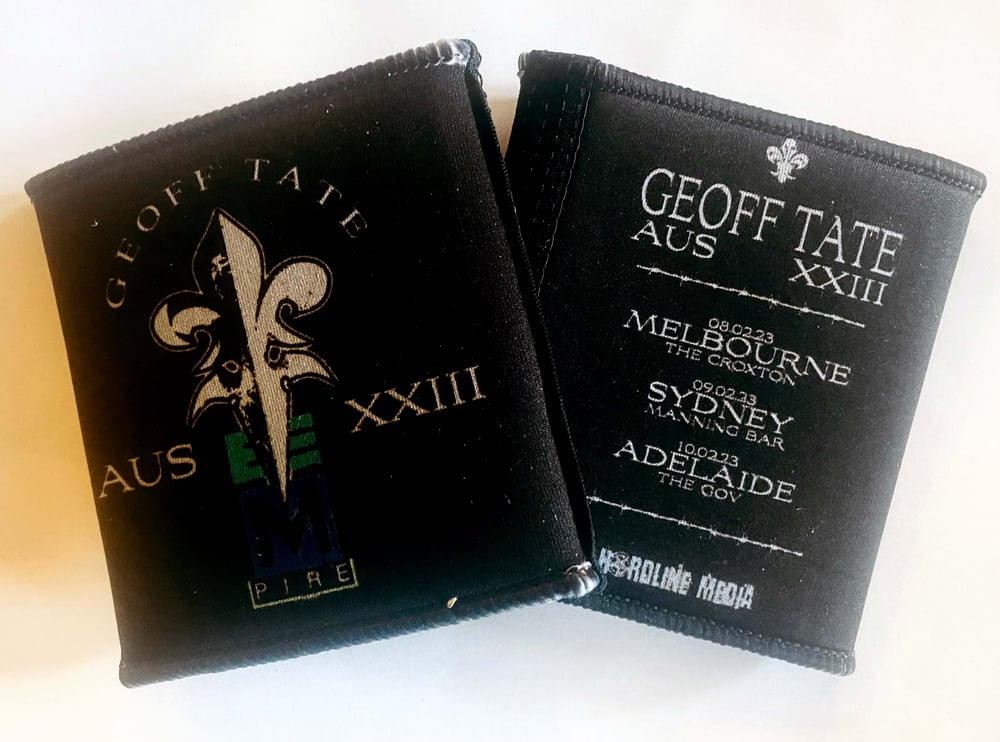 GEOFF TATE
AUS XXIII
E
M
PIRE
GEOFF TATE
AUS
XXIII
08.02.23
MELBOURNE
THE CROXTON
09.02.23
SYDNEY
MANNING BAR
10.02.23
ADELAIDE
THE GOV
HARDLINE MEDIA